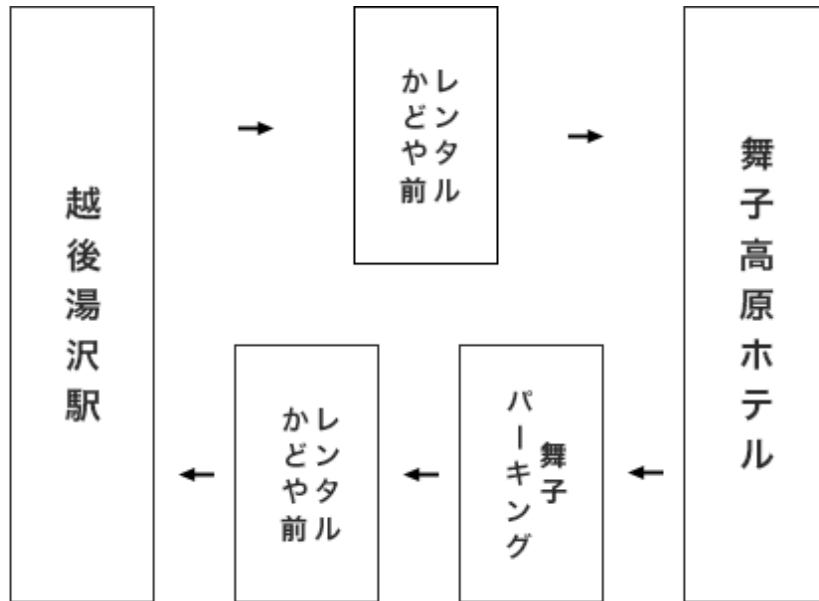 越後湯沢駅
レンタル
かどや前
舞子高原ホテル
舞子
パーキング
レンタル
かどや前